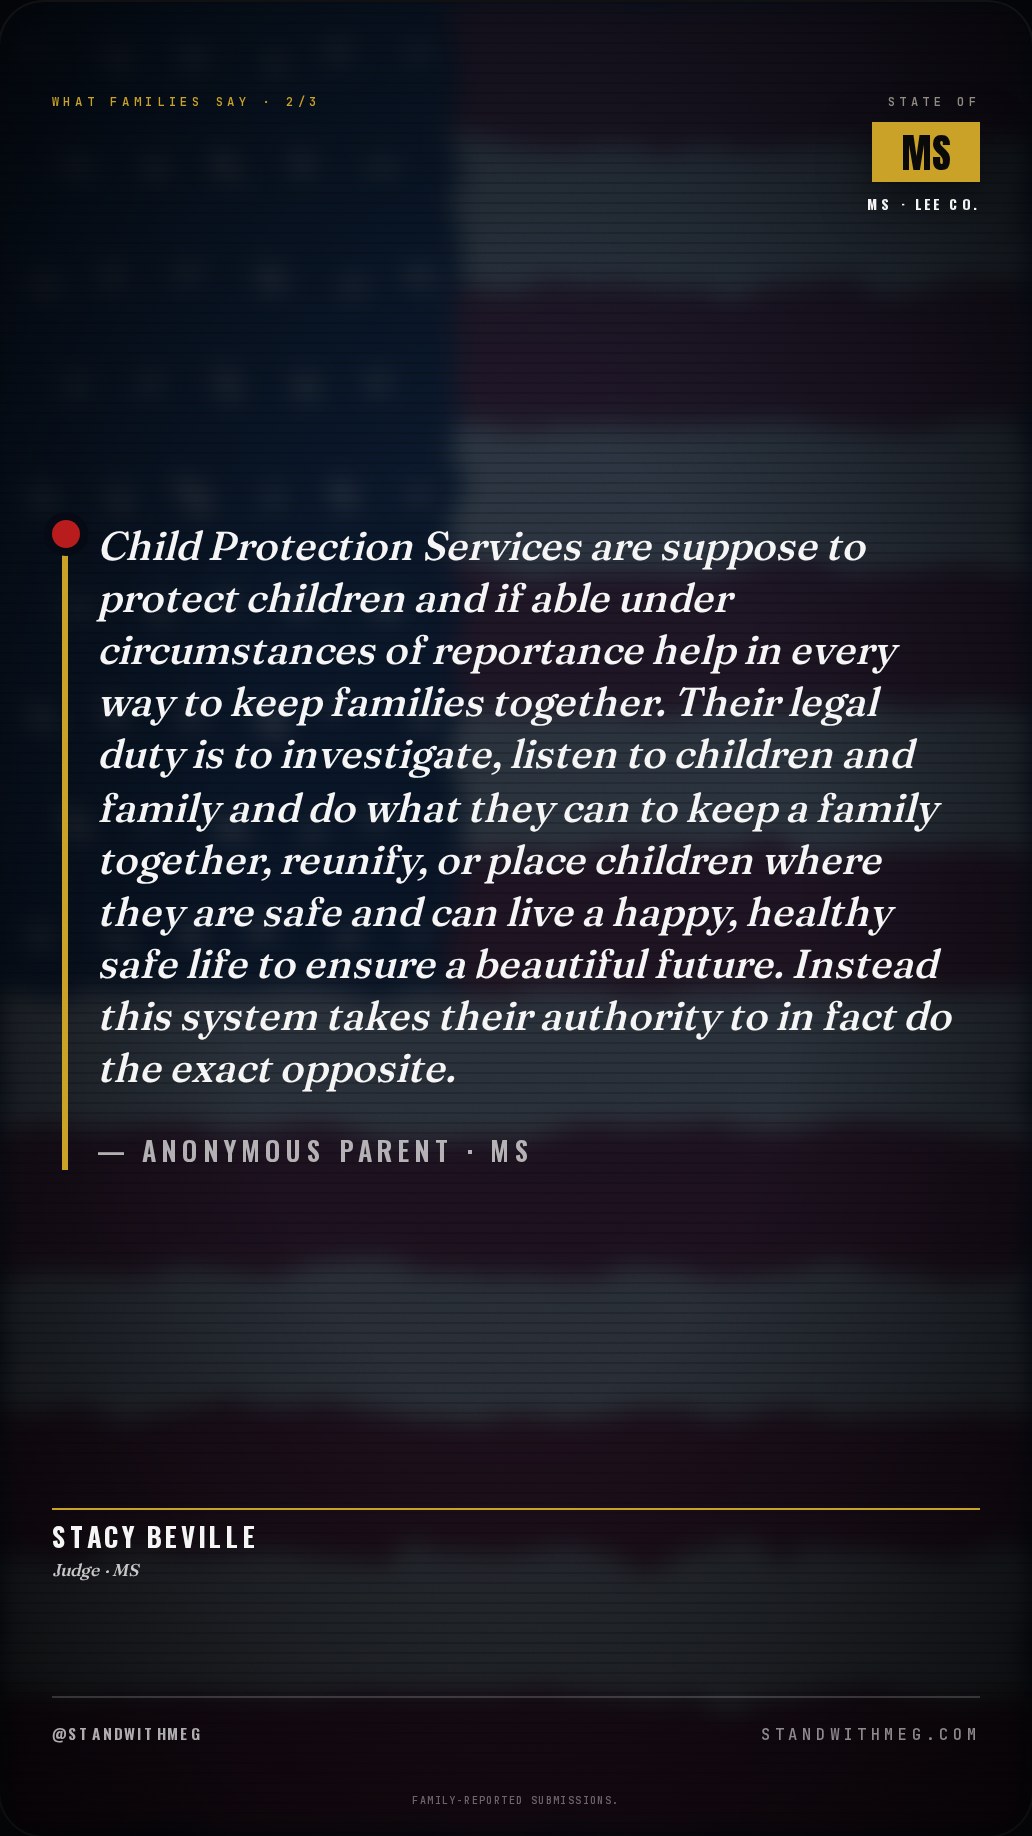 WHAT FAMILIES SAY · 2/3
STATE OF
MS
MS · LEE CO.
Child Protection Services are suppose to
protect children and if able under
circumstances of reportance help in every
way to keep families together. Their legal
duty is to investigate, listen to children and
family and do what they can to keep a family
together, reunify, or place children where
they are safe and can live a happy, healthy
safe life to ensure a beautiful future. Instead
this system takes their authority to in fact do
the exact opposite.
— ANONYMOUS PARENT · MS
STACY BEVILLE
Judge · MS
@STANDWITHMEG
STANDWITHMEG.COM
FAMILY-REPORTED SUBMISSIONS.